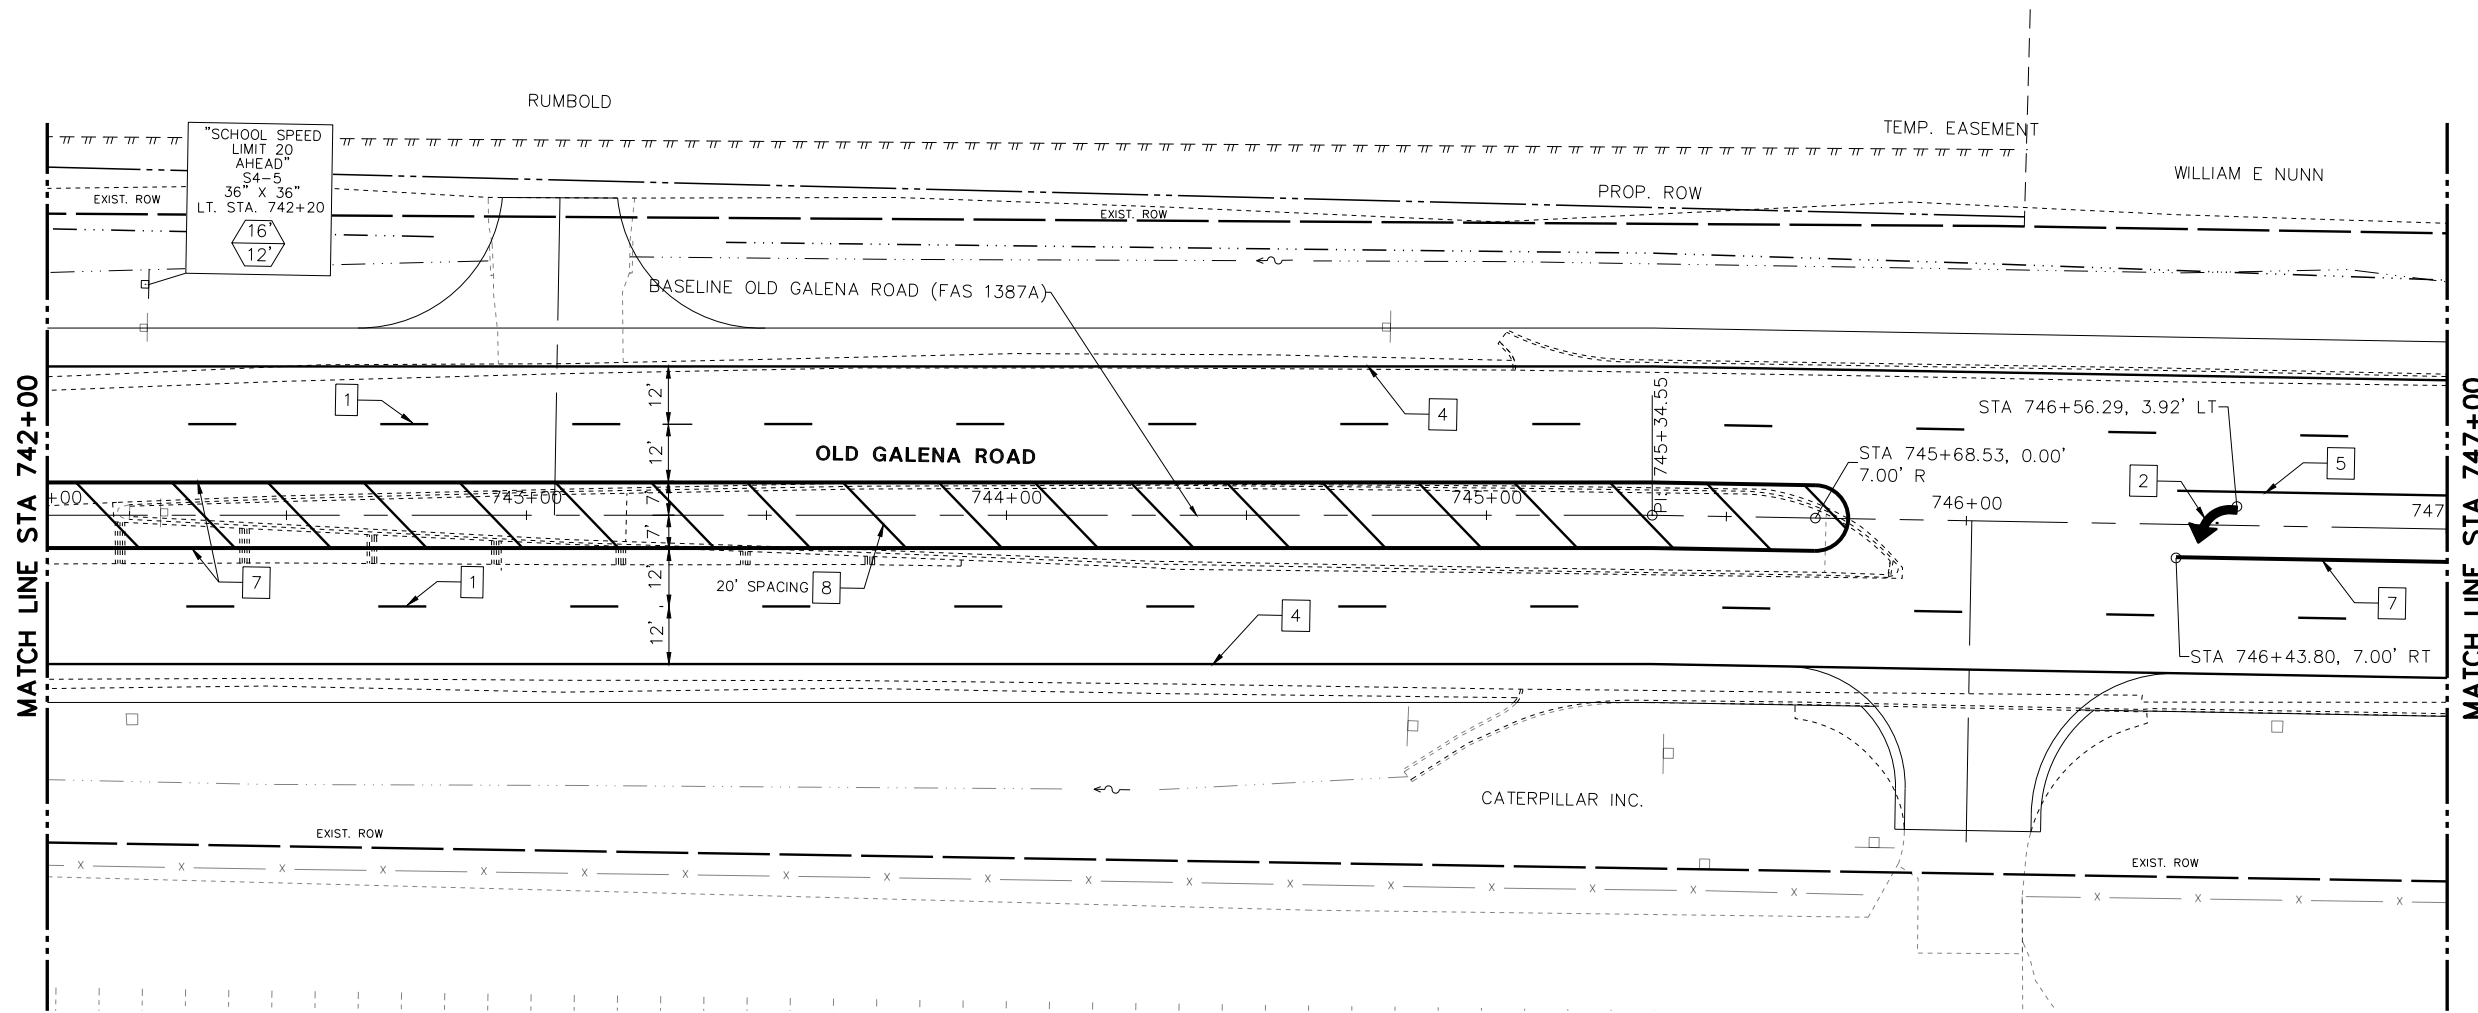 RUMBOLD
TEMP. EASEMENT
"SCHOOL SPEED
LIMIT 20
AHEAD"
S4-5
36" X 36"
LT. STA. 742+20
16'
12'
WILLIAM E NUNN
PROP. ROW
EXIST. ROW
EXIST. ROW
BASELINE OLD GALENA ROAD (FAS 1387A)
MATCH LINE STA 742+00
MATCH LINE STA 747+00
1
12'
4
PI 745+34.55
STA 746+56.29, 3.92' LT
12'
OLD GALENA ROAD
STA 745+68.53, 0.00'
7.00' R
2
5
+00
743+00
7'
744+00
745+00
746+00
747
7'
7
1
12'
20' SPACING
8
4
7
12'
STA 746+43.80, 7.00' RT
CATERPILLAR INC.
EXIST. ROW
EXIST. ROW
X X X X X X X X X X X X X X X X X X X X X X